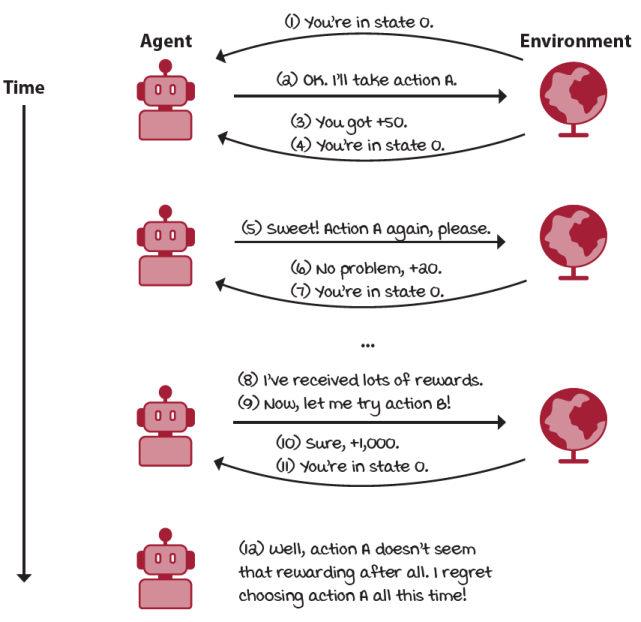 (1) You're in state 0.
Agent
Environment
Time
(2) OK. I'll take action A.
(3) You got +50.
(4) You're in state 0.
(5) Sweet! Action A again, please.
(6) No problem, +20.
(7) You're in state 0.
...
(8) I've received lots of rewards.
(9) Now, let me try action B!
(10) Sure, +1,000.
(11) You're in state 0.
(12) Well, action A doesn't seem
that rewarding after all. I regret
choosing action A all this time!